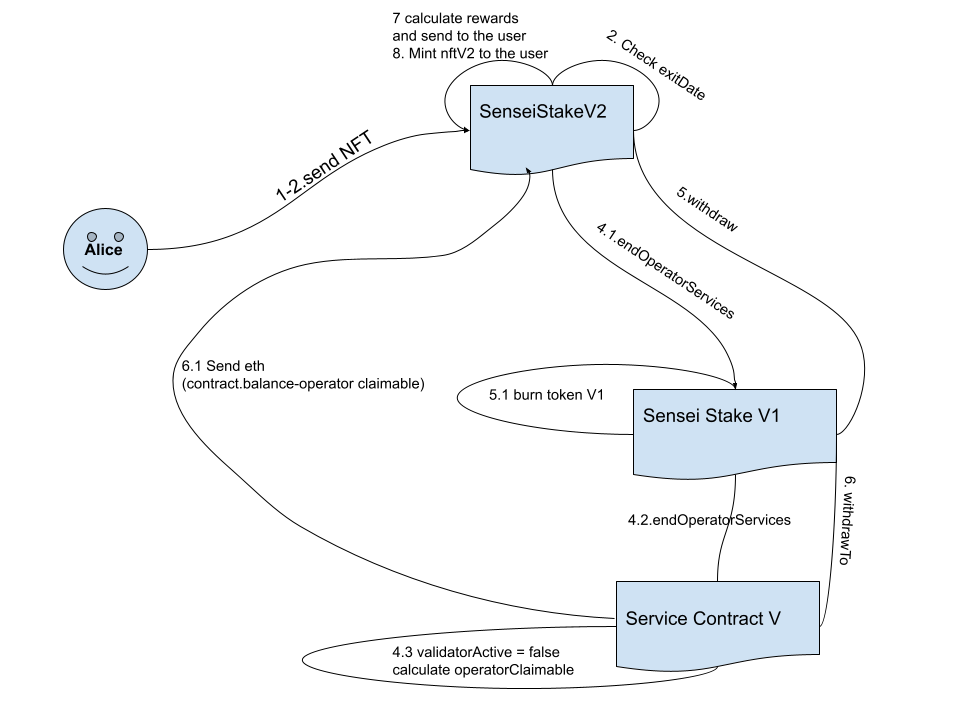 7 calculate rewards
and send to the user
8. Mint nftV2 to the user
2. Check exitDate
SenseiStakeV2
1-2.send NFT
5.withdraw
Alice
4.1.endOperatorServices
6.1 Send eth
(contract.balance-operator claimable)
5.1 burn token V1
Sensei Stake V1
6. withdrawTo
4.2.endOperatorServices
Service Contract V
4.3 validatorActive = false
calculate operatorClaimable